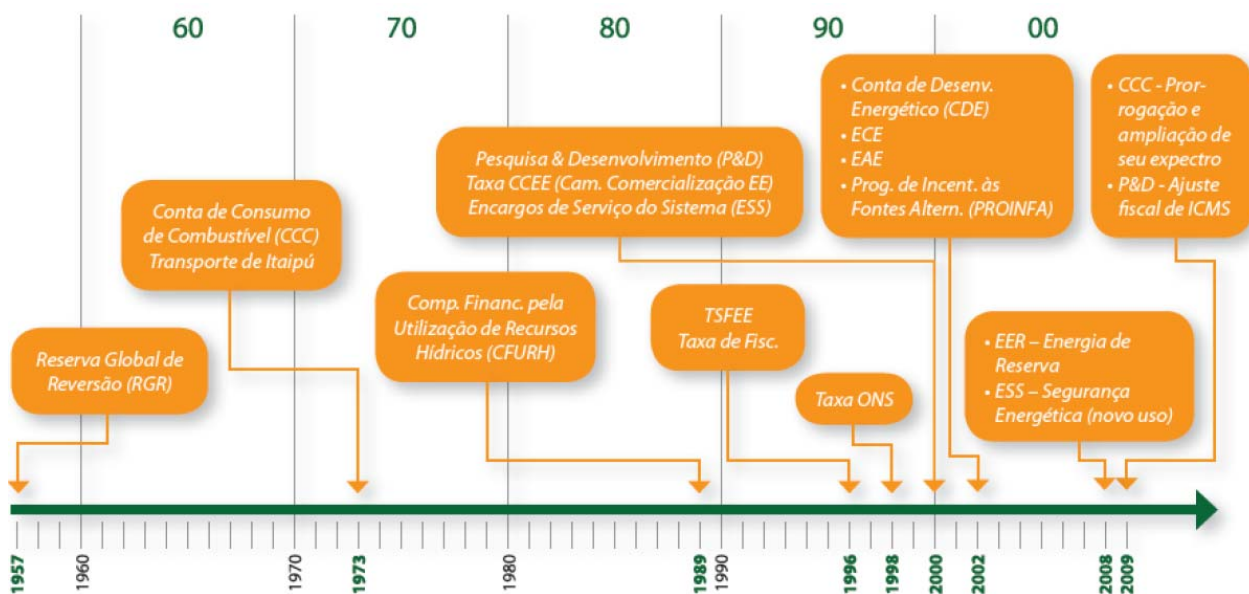 60
70
80
90
00
Reserva Global de
Reversão (RGR)
Conta de Consumo
de Combustível (CCC)
Transporte de Itaipú
Comp. Financ. pela
Utilização de Recursos
Hídricos (CFURH)
Pesquisa & Desenvolvimento (P&D)
Taxa CCEE (Cam. Comercialização EE)
Encargos de Serviço do Sistema (ESS)
TSFEE
Taxa de Fisc.
Taxa ONS
• Conta de Desenv.
Energético (CDE)
• ECE
• EAE
• Prog. de Incent. às
Fontes Altern. (PROINFA)
• EER – Energia de
Reserva
• ESS – Segurança
Energética (novo uso)
• CCC - Pror-
rogação e
ampliação de
seu expectro
• P&D - Ajuste
fiscal de ICMS
1957
1960
1970
1973
1980
1989
1990
1996
1998
2000
2002
2008
2009